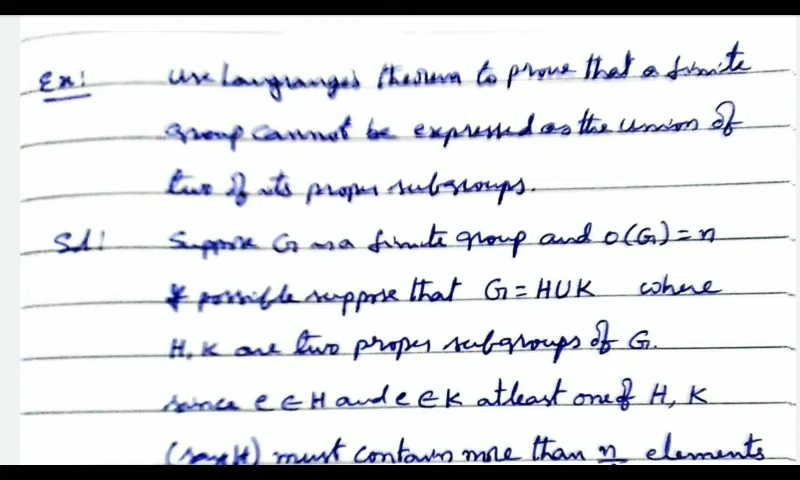 Ex: Use Langrange's theorem to prove that a finite
group cannot be expressed as the union of
two of its proper subgroups.
Sol: Suppose G is a finite group and o(G) = n
If possible suppose that G = H∪K where
H, K are two proper subgroups of G.
since e ∈ H and e ∈ K atleast one of H, K
(say H) must contain more than n elements